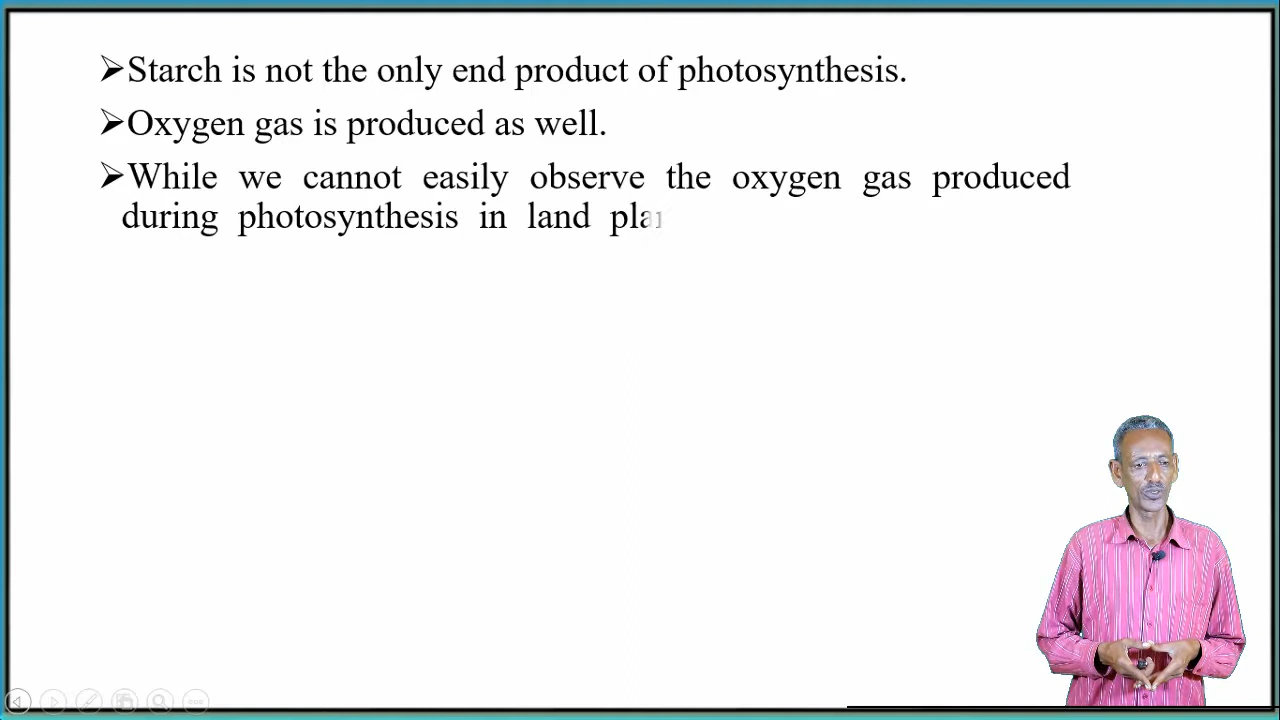 ➢Starch is not the only end product of photosynthesis.
➢Oxygen gas is produced as well.
➢While we cannot easily observe the oxygen gas produced
during photosynthesis in land